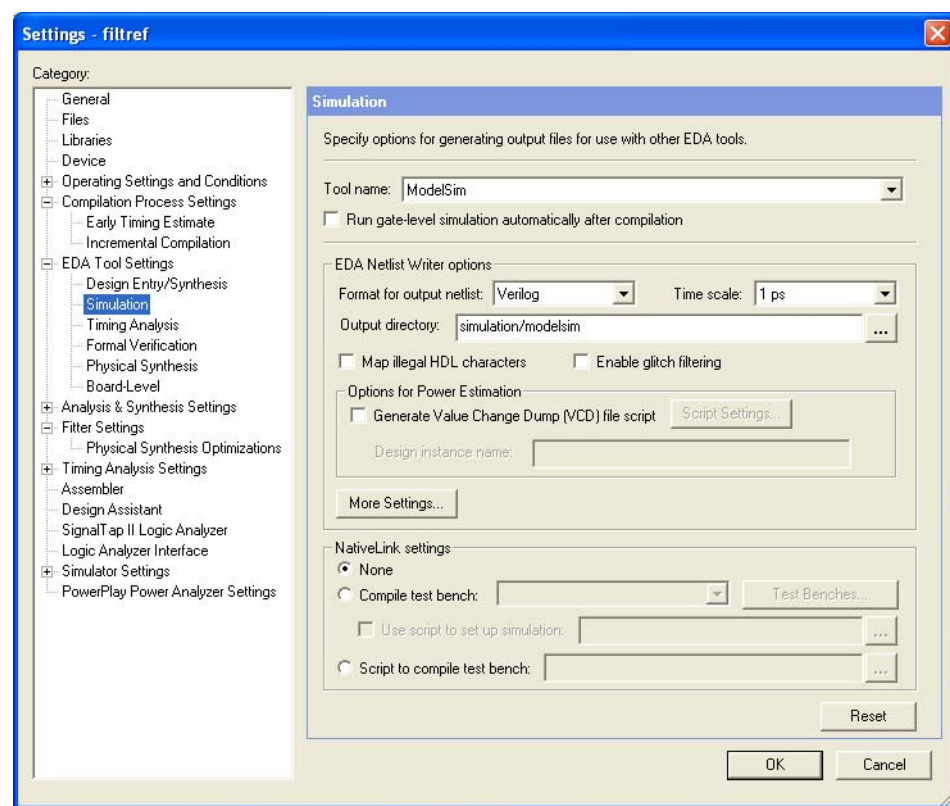 Settings - filtref
Category:
General
Files
Libraries
Device
Operating Settings and Conditions
Compilation Process Settings
Early Timing Estimate
Incremental Compilation
EDA Tool Settings
Design Entry/Synthesis
Simulation
Timing Analysis
Formal Verification
Physical Synthesis
Board-Level
Analysis & Synthesis Settings
Fitter Settings
Physical Synthesis Optimizations
Timing Analysis Settings
Assembler
Design Assistant
SignalTap II Logic Analyzer
Logic Analyzer Interface
Simulator Settings
PowerPlay Power Analyzer Settings
Simulation
Specify options for generating output files for use with other EDA tools.
Tool name: ModelSim
Run gate-level simulation automatically after compilation
EDA Netlist Writer options
Format for output netlist: Verilog Time scale: 1 ps
Output directory: simulation/modelsim ...
Map illegal HDL characters Enable glitch filtering
Options for Power Estimation
Generate Value Change Dump (VCD) file script Script Settings...
Design instance name:
More Settings...
NativeLink settings
None
Compile test bench: Test Benches...
Use script to set up simulation: ...
Script to compile test bench: ...
Reset
OK Cancel